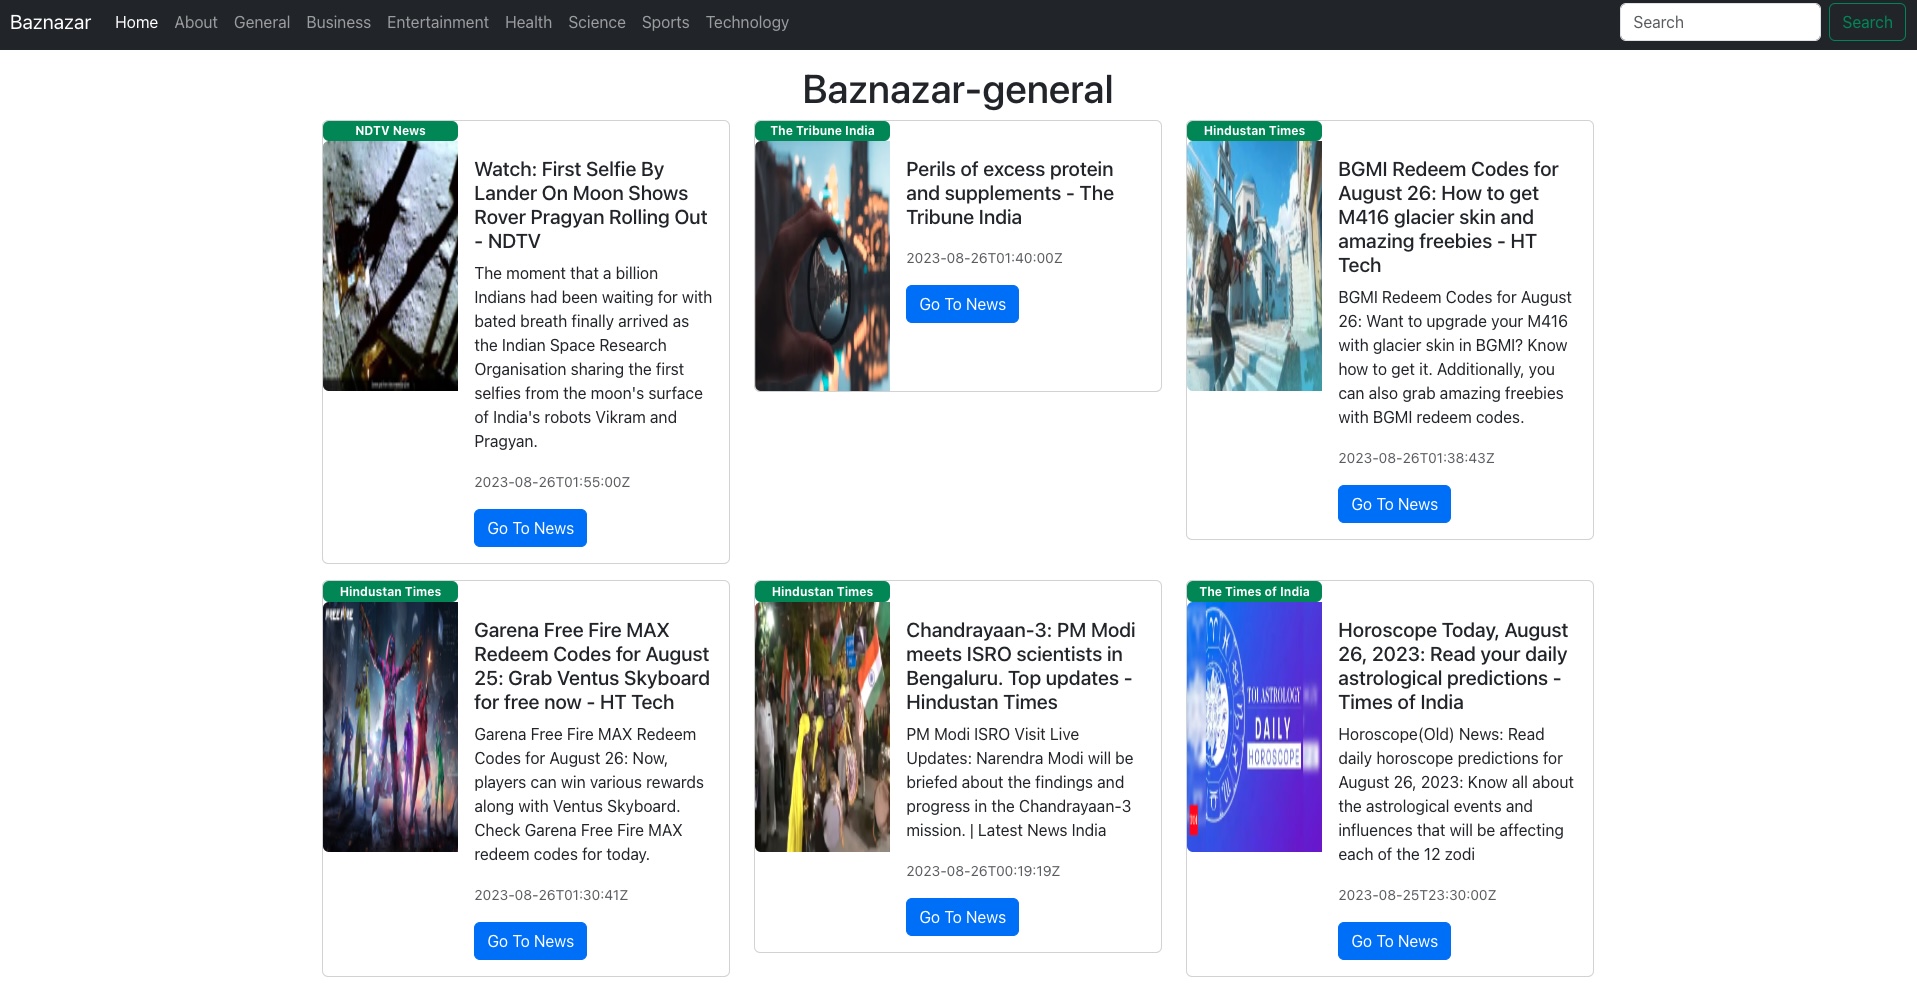 Baznazar Home About General Business Entertainment Health Science Sports Technology Search Search
Baznazar-general
NDTV News
Watch: First Selfie By
Lander On Moon Shows
Rover Pragyan Rolling Out
- NDTV
The moment that a billion
Indians had been waiting for with
bated breath finally arrived as
the Indian Space Research
Organisation sharing the first
selfies from the moon's surface
of India's robots Vikram and
Pragyan.
2023-08-26T01:55:00Z
Go To News
The Tribune India
Perils of excess protein
and supplements - The
Tribune India
2023-08-26T01:40:00Z
Go To News
Hindustan Times
BGMI Redeem Codes for
August 26: How to get
M416 glacier skin and
amazing freebies - HT
Tech
BGMI Redeem Codes for August
26: Want to upgrade your M416
with glacier skin in BGMI? Know
how to get it. Additionally, you
can also grab amazing freebies
with BGMI redeem codes.
2023-08-26T01:38:43Z
Go To News
Hindustan Times
FREE FIRE
Garena Free Fire MAX
Redeem Codes for August
25: Grab Ventus Skyboard
for free now - HT Tech
Garena Free Fire MAX Redeem
Codes for August 26: Now,
players can win various rewards
along with Ventus Skyboard.
Check Garena Free Fire MAX
redeem codes for today.
2023-08-26T01:30:41Z
Go To News
Hindustan Times
Chandrayaan-3: PM Modi
meets ISRO scientists in
Bengaluru. Top updates -
Hindustan Times
PM Modi ISRO Visit Live
Updates: Narendra Modi will be
briefed about the findings and
progress in the Chandrayaan-3
mission. | Latest News India
2023-08-26T00:19:19Z
Go To News
The Times of India
TOI ASTROLOGY
DAILY
HOROSCOPE
TOI
Horoscope Today, August
26, 2023: Read your daily
astrological predictions -
Times of India
Horoscope(Old) News: Read
daily horoscope predictions for
August 26, 2023: Know all about
the astrological events and
influences that will be affecting
each of the 12 zodi
2023-08-25T23:30:00Z
Go To News